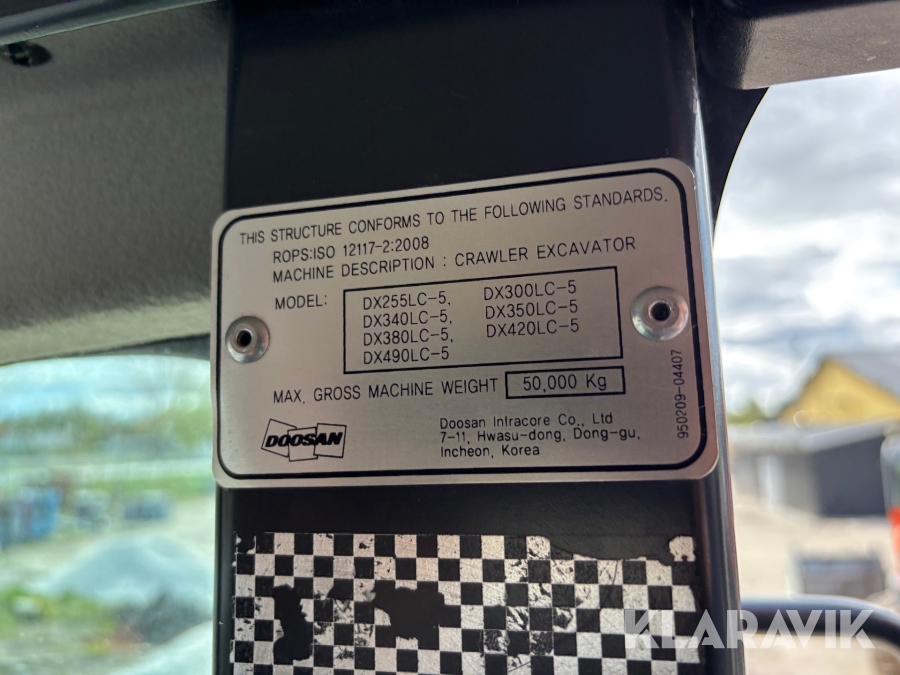 THIS STRUCTURE CONFORMS TO THE FOLLOWING STANDARDS.
ROPS:ISO 12117-2:2008
MACHINE DESCRIPTION : CRAWLER EXCAVATOR
MODEL: DX255LC-5, DX300LC-5
DX340LC-5, DX350LC-5
DX380LC-5, DX420LC-5
DX490LC-5
MAX. GROSS MACHINE WEIGHT 50,000 Kg
DOOSAN
Doosan Infracore Co., Ltd
7-11, Hwasu-dong, Dong-gu,
Incheon, Korea
950209-04407
KLARAVIK